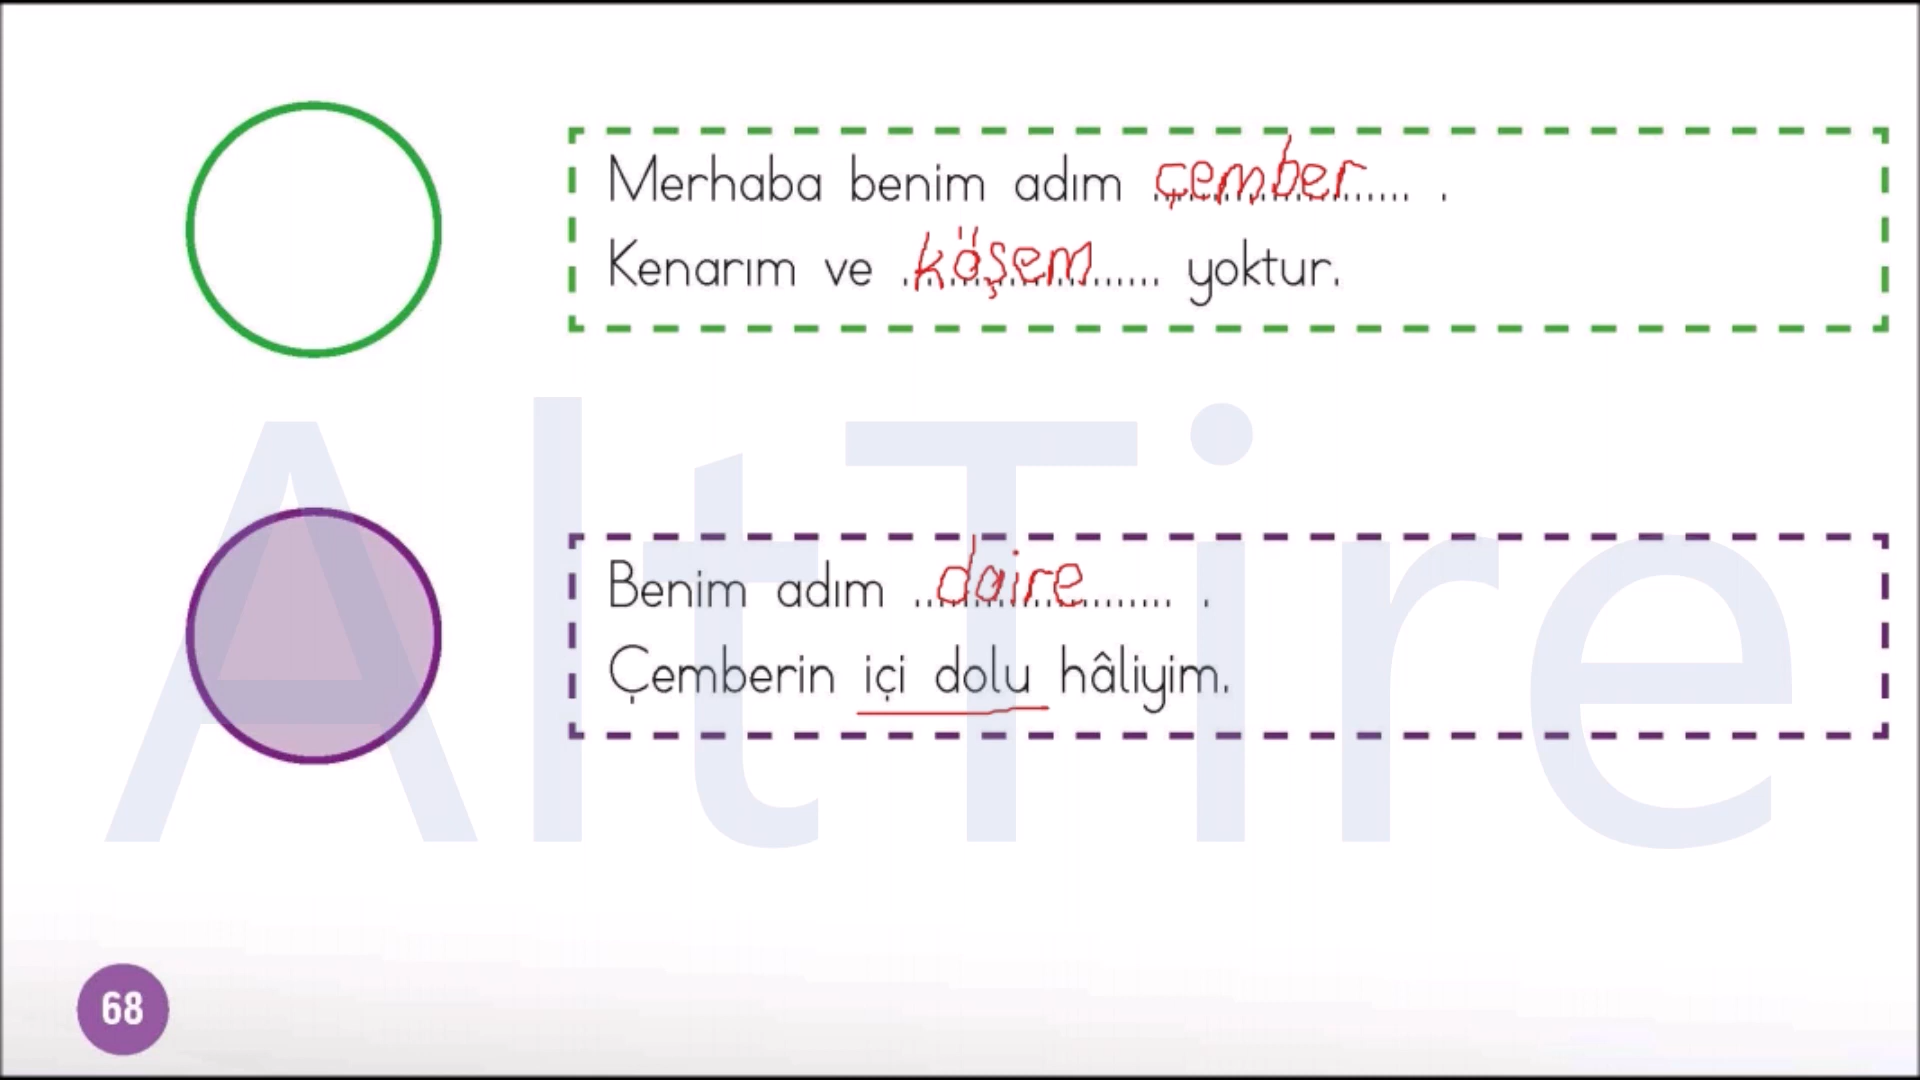 Merhaba benim adım çember .
Kenarım ve köşem yoktur.
AltTire
Benim adım daire .
Çemberin içi dolu hâliyim.
68